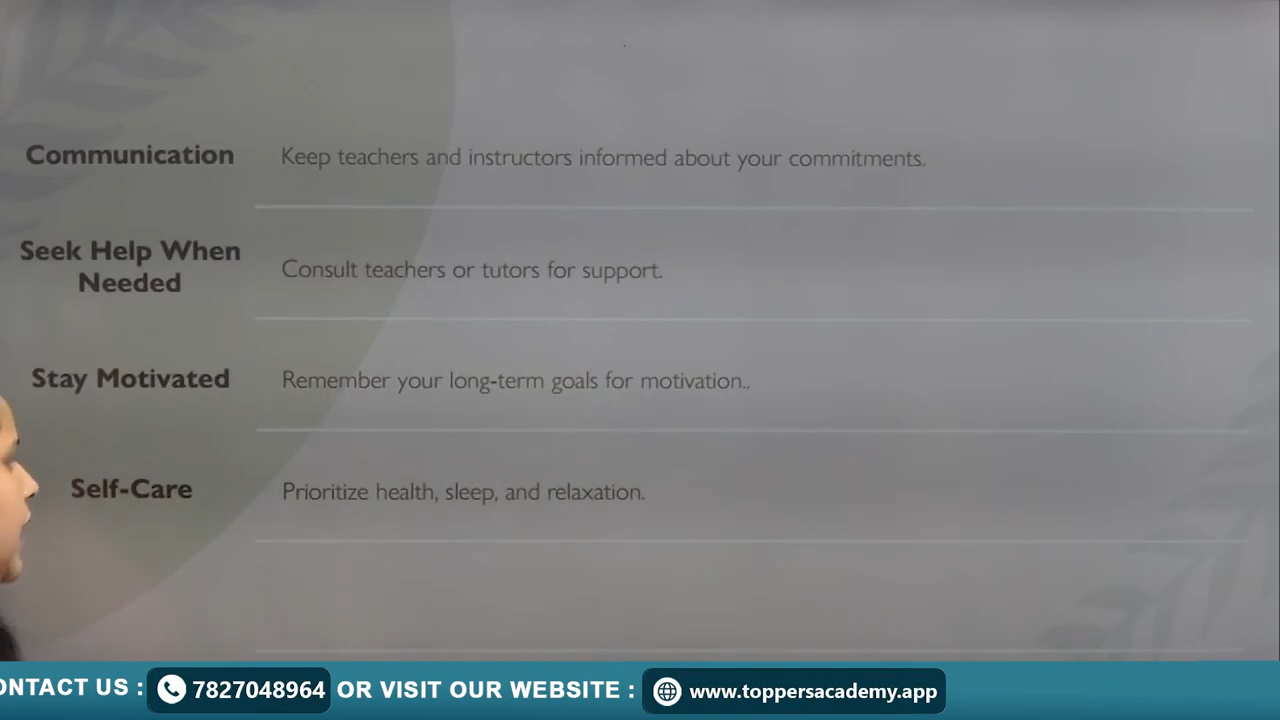 Communication
Keep teachers and instructors informed about your commitments.
Seek Help When
Needed
Consult teachers or tutors for support.
Stay Motivated
Remember your long-term goals for motivation..
Self-Care
Prioritize health, sleep, and relaxation.
ONTACT US : 7827048964 OR VISIT OUR WEBSITE : www.toppersacademy.app